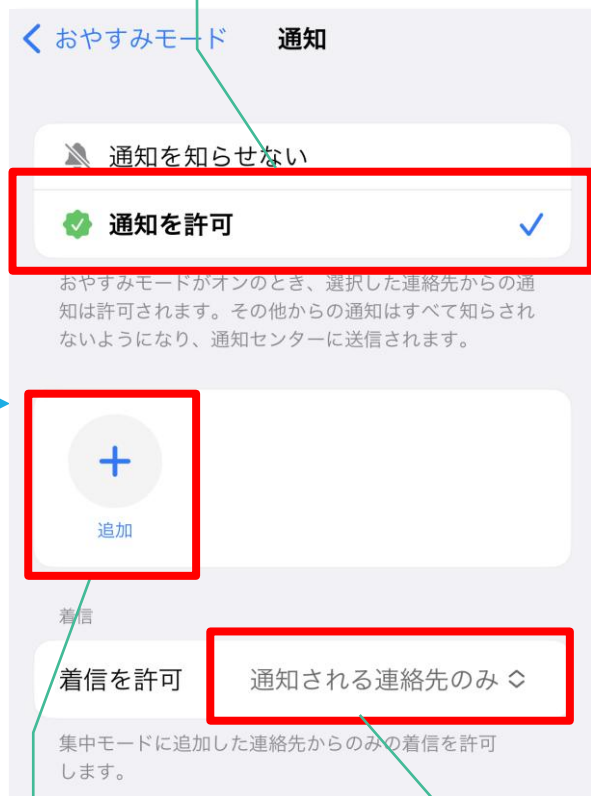 おやすみモード 通知
通知を知らせない
通知を許可
おやすみモードがオンのとき、選択した連絡先からの通
知は許可されます。その他からの通知はすべて知らされ
ないようになり、通知センターに送信されます。
追加
着信
着信を許可 通知される連絡先のみ
集中モードに追加した連絡先からのみの着信を許可
します。